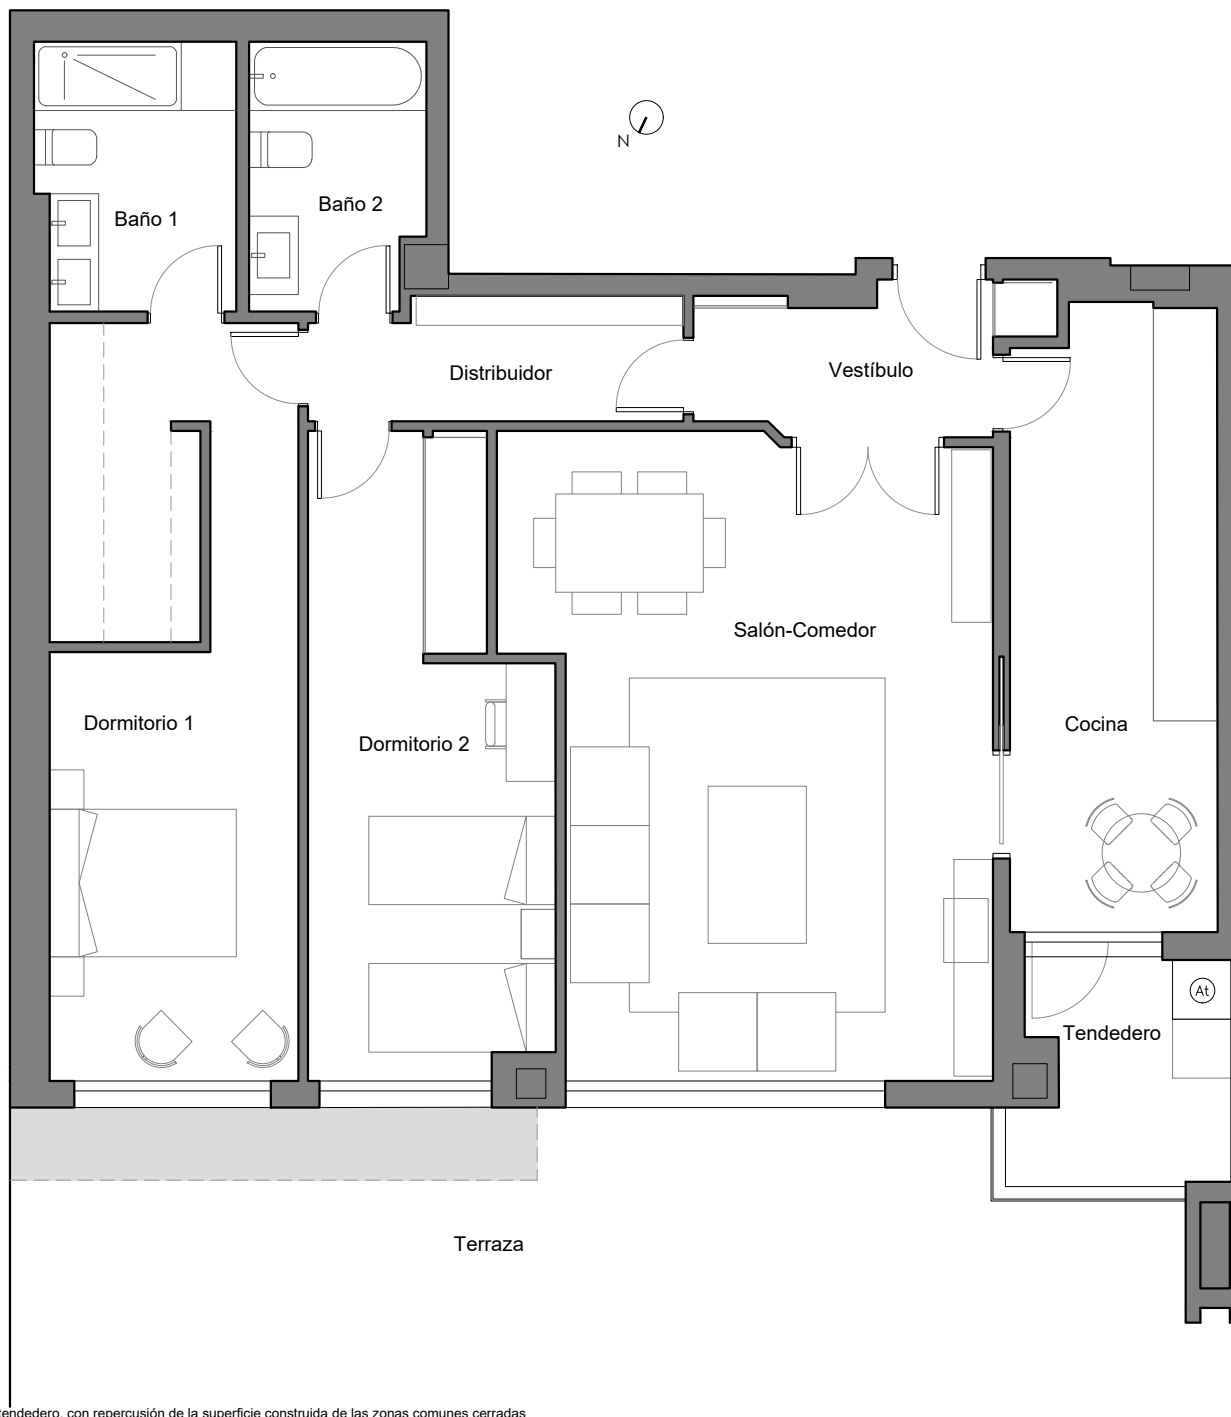 N
Baño 1
Baño 2
Distribuidor
Vestíbulo
Salón-Comedor
Dormitorio 1
Dormitorio 2
Cocina
At
Tendedero
Terraza
tendedero, con repercusión de la superficie construida de las zonas comunes cerradas